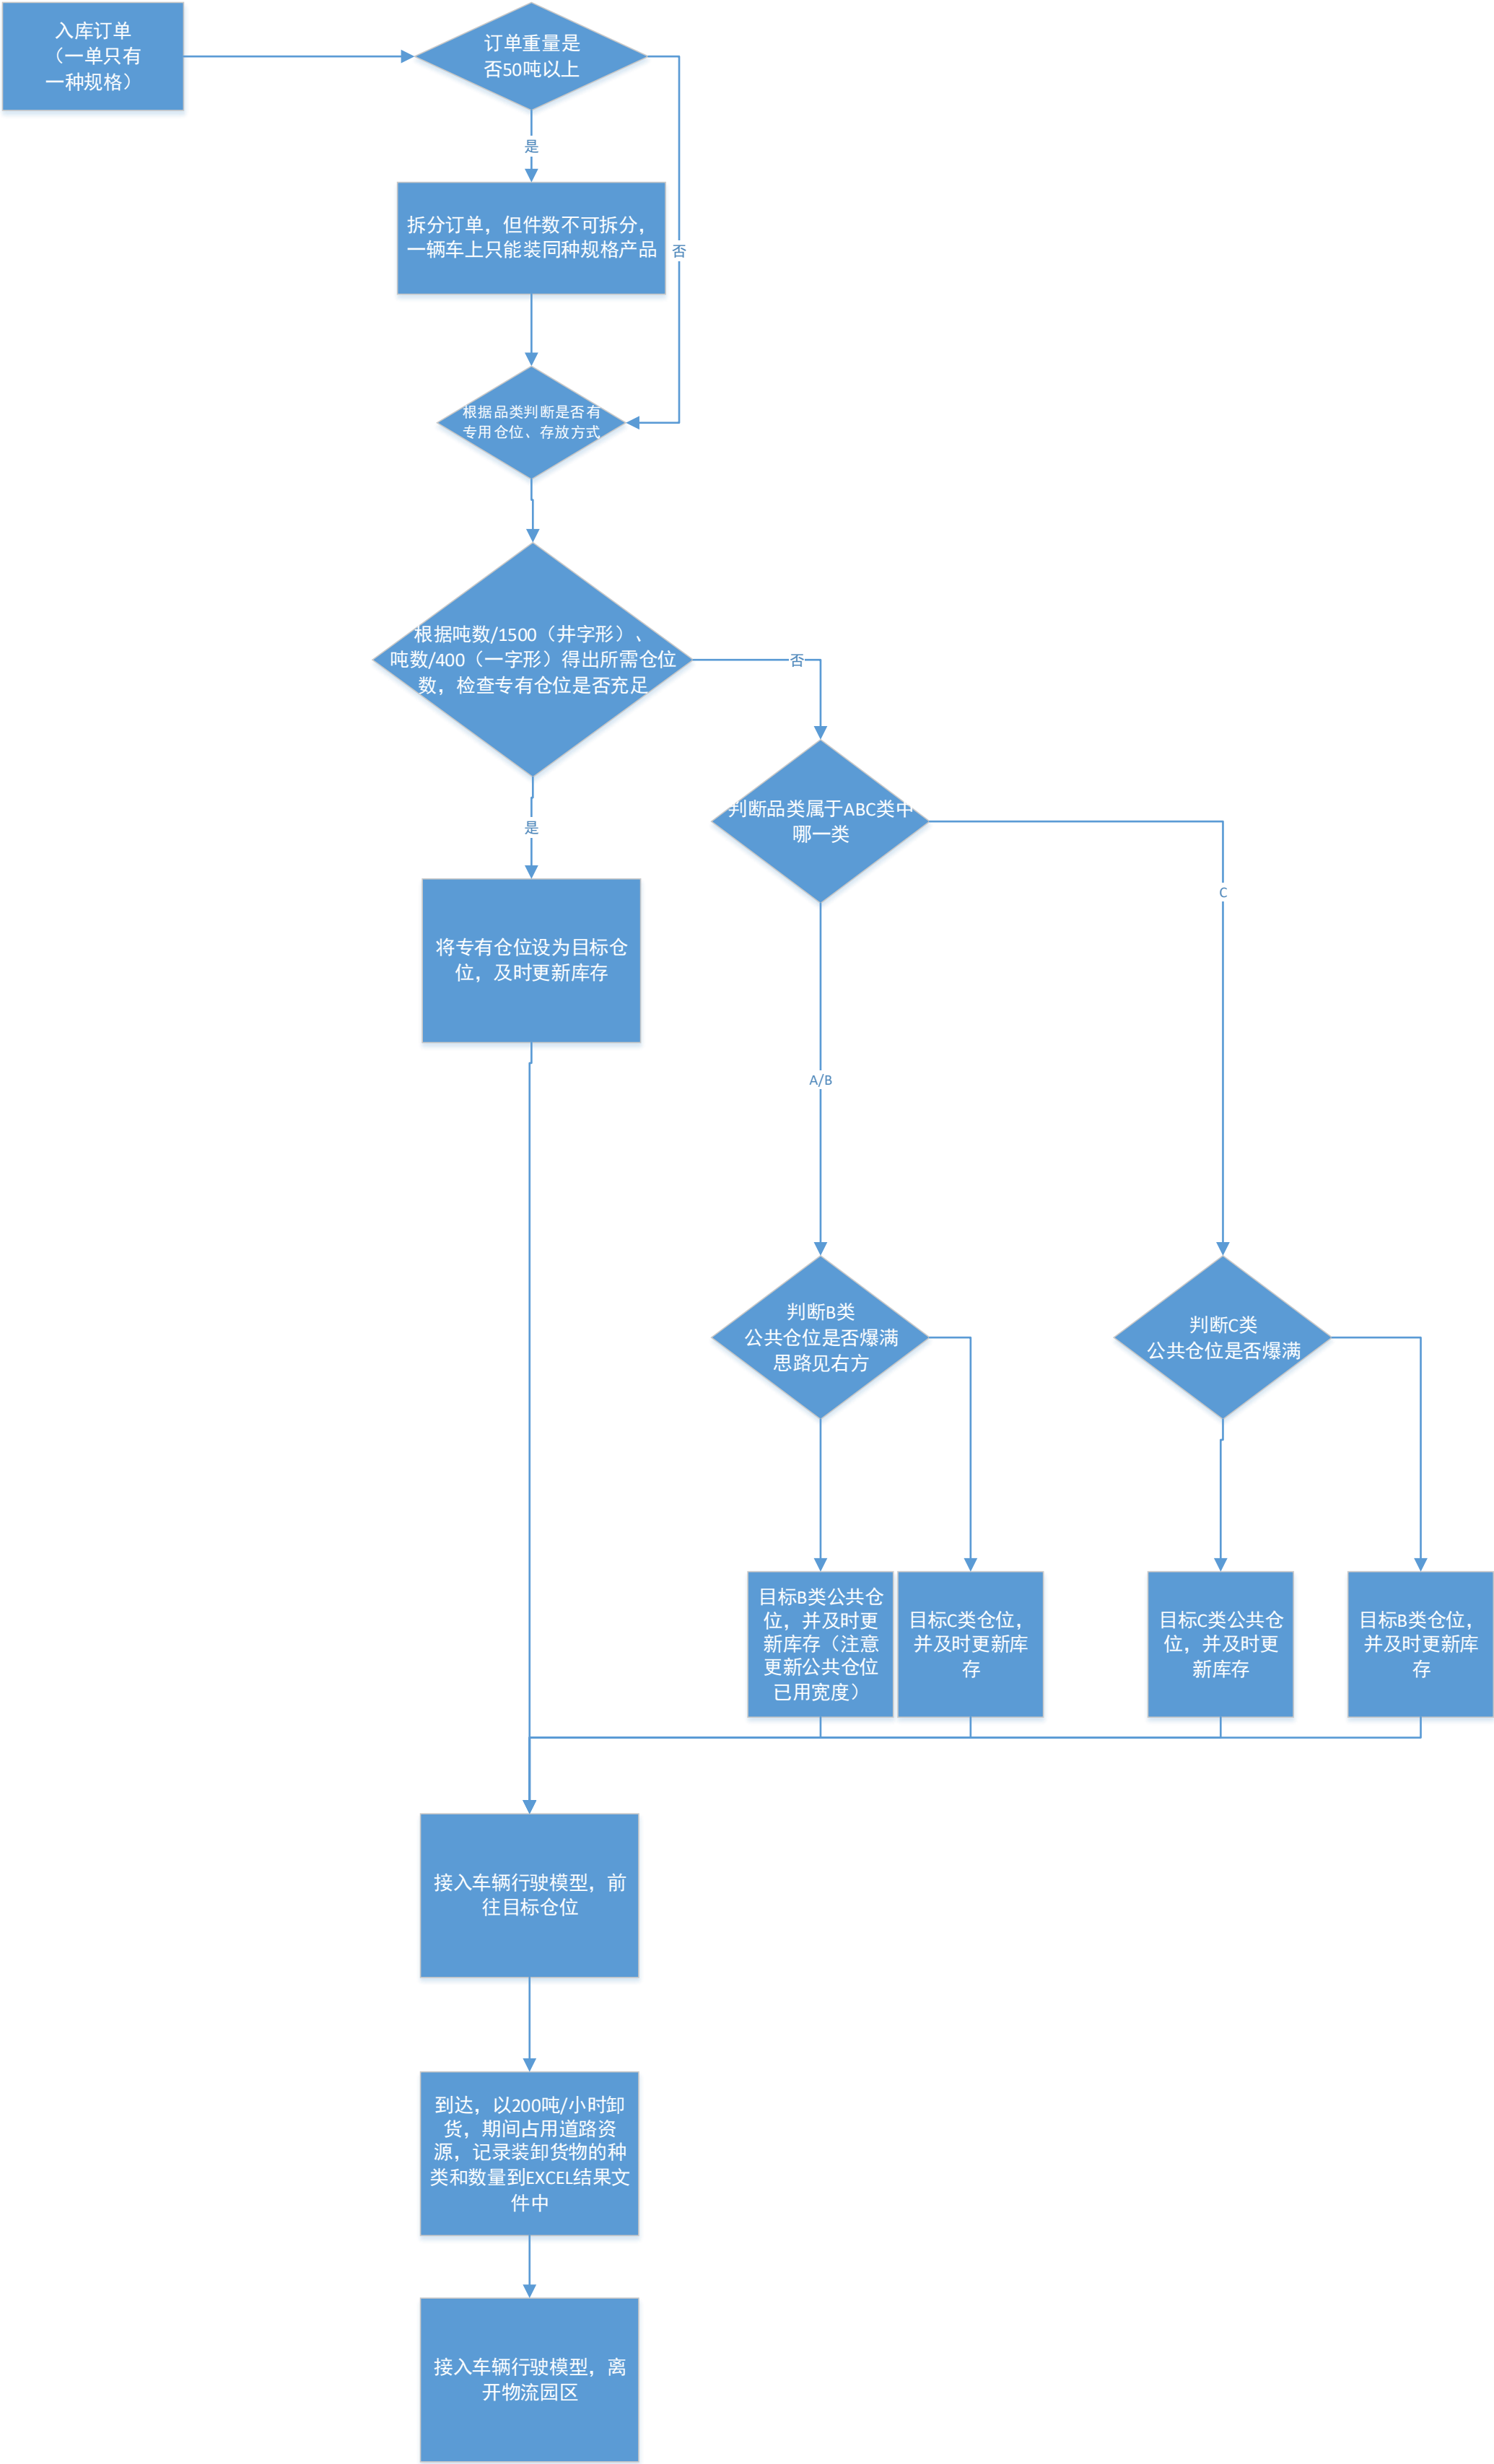 入库订单
（一单只有
一种规格）
订单重量是
否50吨以上
是
拆分订单，但件数不可拆分，
一辆车上只能装同种规格产品
否
根据品类判断是否有
专用仓位、存放方式
根据吨数/1500（井字形）、
吨数/400（一字形）得出所需仓位
数，检查专有仓位是否充足
否
是
判断品类属于ABC类中
哪一类
C
将专有仓位设为目标仓
位，及时更新库存
A/B
判断B类
公共仓位是否爆满
思路见右方
判断C类
公共仓位是否爆满
目标B类公共仓
位，并及时更
新库存（注意
更新公共仓位
已用宽度）
目标C类仓位，
并及时更新库
存
目标C类公共仓
位，并及时更
新库存
目标B类仓位，
并及时更新库
存
接入车辆行驶模型，前
往目标仓位
到达，以200吨/小时卸
货，期间占用道路资
源，记录装卸货物的种
类和数量到EXCEL结果文
件中
接入车辆行驶模型，离
开物流园区